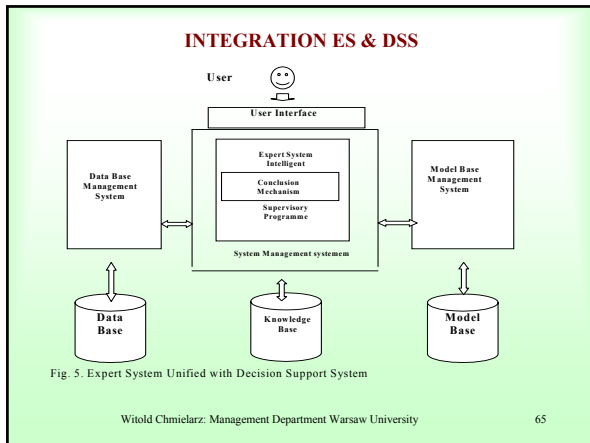 INTEGRATION ES & DSS
User
User Interface
Data Base
Management
System
Expert System
Intelligent
Conclusion
Mechanism
Supervisory
Programme
System Management systemem
Model Base
Management
System
Data
Base
Knowledge
Base
Model
Base
Fig. 5. Expert System Unified with Decision Support System
Witold Chmielarz: Management Department Warsaw University 65